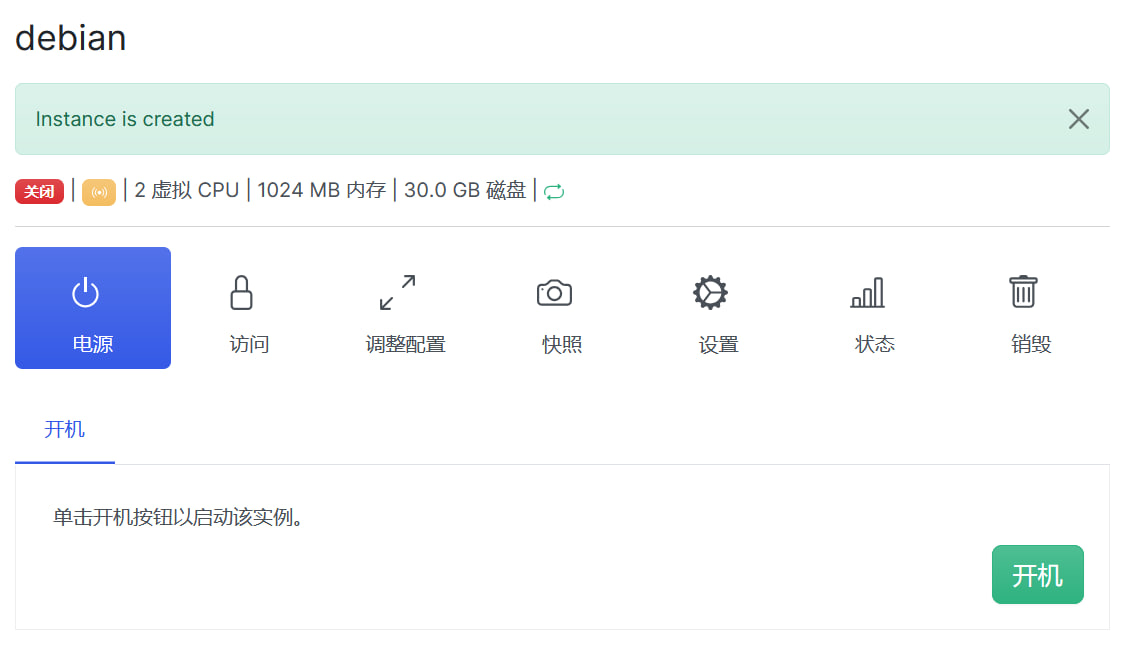 debian
Instance is created
关闭 | | 2 虚拟 CPU | 1024 MB 内存 | 30.0 GB 磁盘 |
电源 访问 调整配置 快照 设置 状态 销毁
开机
单击开机按钮以启动该实例。
开机